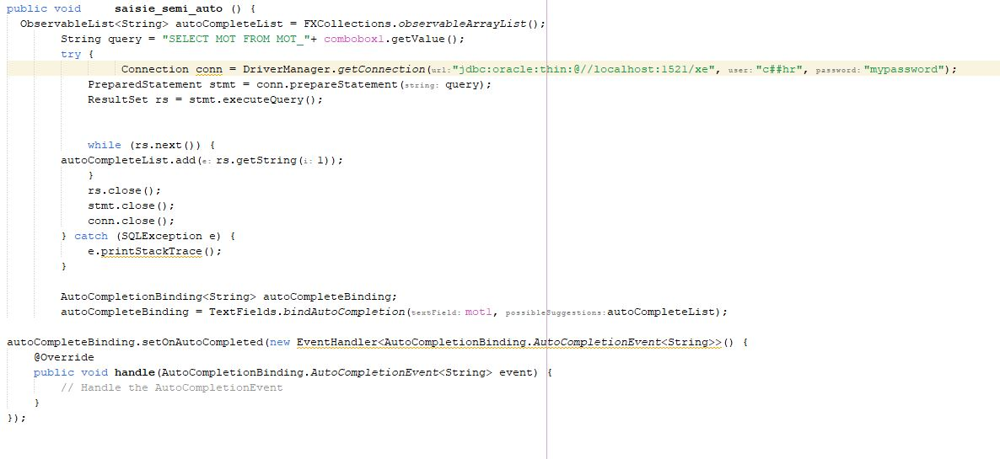 public void     saisie_semi_auto () {
  ObservableList<String> autoCompleteList = FXCollections.observableArrayList();
        String query = "SELECT MOT FROM MOT_"+ combobox1.getValue();
        try {
                 Connection conn = DriverManager.getConnection(url:"jdbc:oracle:thin:@//localhost:1521/xe", user: "c##hr", password: "mypassword");
            PreparedStatement stmt = conn.prepareStatement(string: query);
            ResultSet rs = stmt.executeQuery();
            while (rs.next()) {
        autoCompleteList.add(e: rs.getString(i: 1));
            }
            rs.close();
            stmt.close();
            conn.close();
        } catch (SQLException e) {
            e.printStackTrace();
        }
        AutoCompletionBinding<String> autoCompleteBinding;
        autoCompleteBinding = TextFields.bindAutoCompletion(textField: mot1, possibleSuggestions:autoCompleteList);
autoCompleteBinding.setOnAutoCompleted(new EventHandler<AutoCompletionBinding.AutoCompletionEvent<String>>() {
    @Override
    public void handle(AutoCompletionBinding.AutoCompletionEvent<String> event) {
        // Handle the AutoCompletionEvent
    }
});